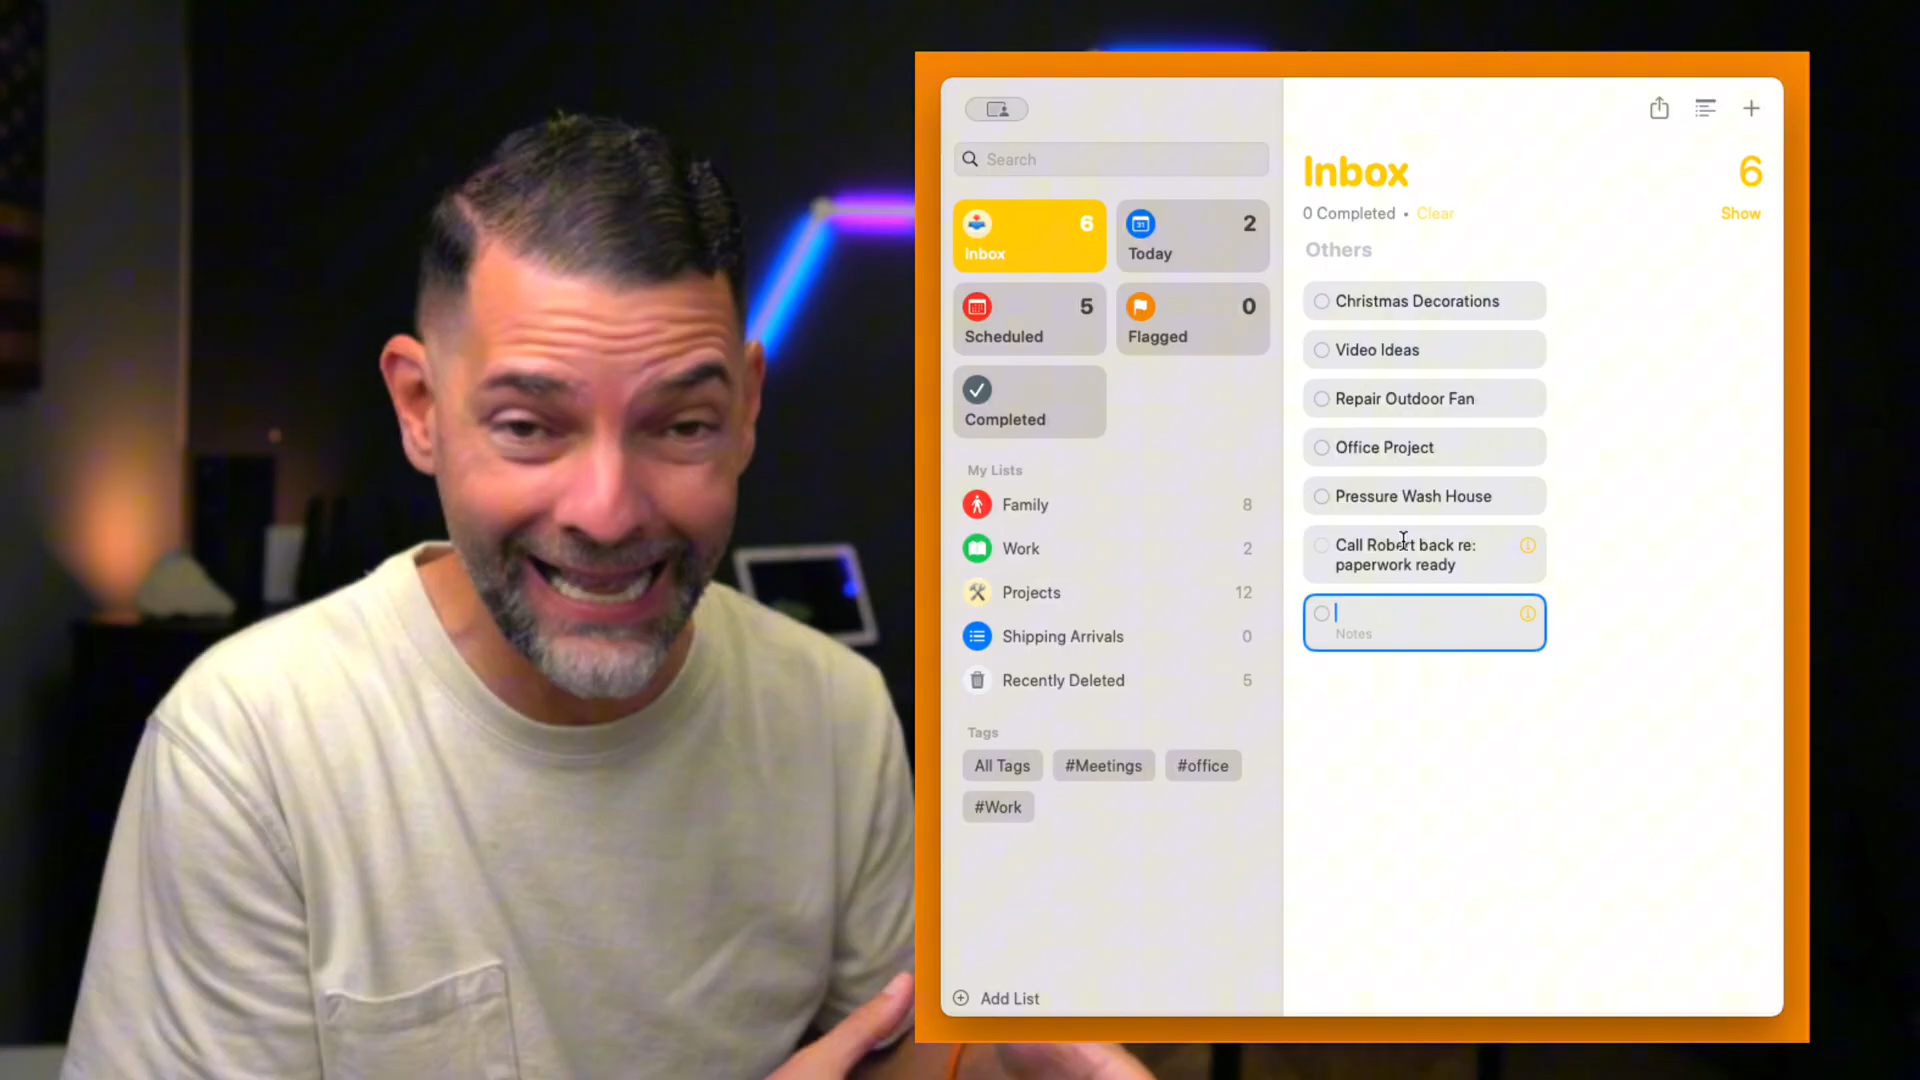 Search
Inbox 6
Today 2
Scheduled 5
Flagged 0
Completed
My Lists
Family 8
Work 2
Projects 12
Shipping Arrivals 0
Recently Deleted 5
Tags
All Tags #Meetings #office
#Work
Add List
Inbox 6
0 Completed • Clear Show
Others
Christmas Decorations
Video Ideas
Repair Outdoor Fan
Office Project
Pressure Wash House
Call Robert back re:
paperwork ready
Notes